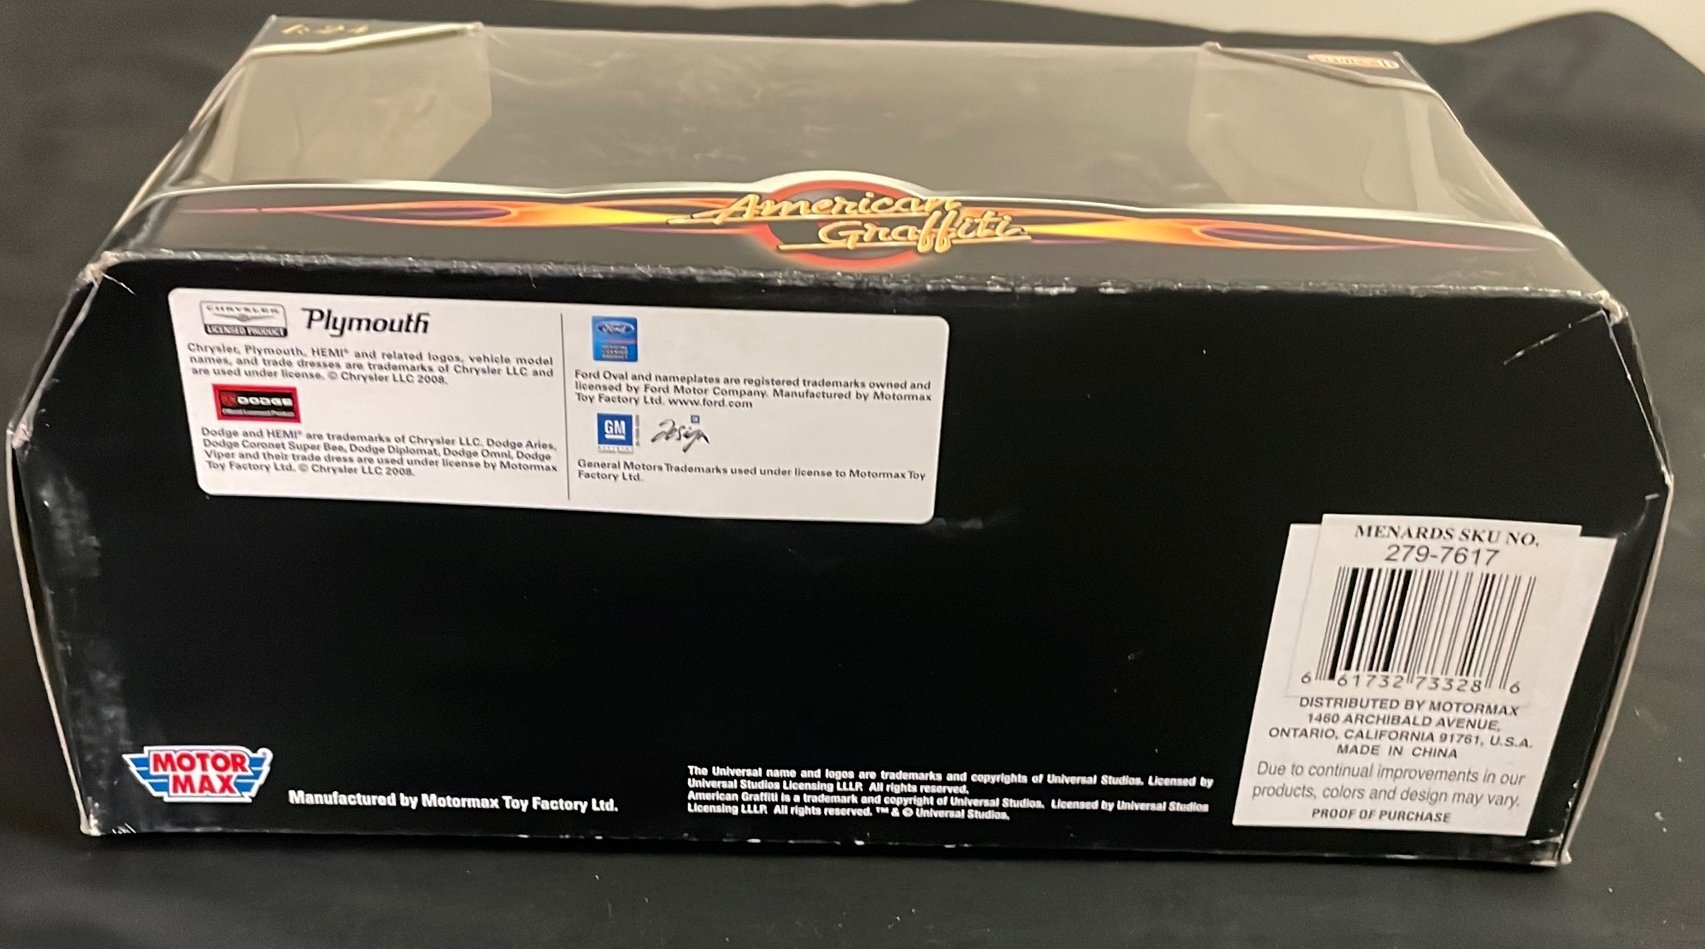 1:24
American
Graffiti
CHRYSLER
LICENSED PRODUCT
Plymouth
Chrysler, Plymouth, HEMI® and related logos, vehicle model
names, and trade dresses are trademarks of Chrysler LLC and
are used under license. © Chrysler LLC 2008.
DODGE
Official Licensed Product
Dodge and HEMI® are trademarks of Chrysler LLC. Dodge Aries,
Dodge Coronet Super Bee, Dodge Diplomat, Dodge Omni, Dodge
Viper and their trade dress are used under license by Motormax
Toy Factory Ltd. © Chrysler LLC 2008.
Ford
Ford Oval and nameplates are registered trademarks owned and
licensed by Ford Motor Company. Manufactured by Motormax
Toy Factory Ltd. www.ford.com
GM
Design
General Motors Trademarks used under license to Motormax Toy
Factory Ltd.
MENARDS SKU NO.
279-7617
6 61732 73328 6
DISTRIBUTED BY MOTORMAX
1460 ARCHIBALD AVENUE,
ONTARIO, CALIFORNIA 91761, U.S.A.
MADE IN CHINA
Due to continual improvements in our
products, colors and design may vary.
PROOF OF PURCHASE
MOTOR
MAX®
Manufactured by Motormax Toy Factory Ltd.
The Universal name and logos are trademarks and copyrights of Universal Studios. Licensed by
Universal Studios Licensing LLLP. All rights reserved.
American Graffiti is a trademark and copyright of Universal Studios. Licensed by Universal Studios
Licensing LLLP. All rights reserved. ™ & © Universal Studios.